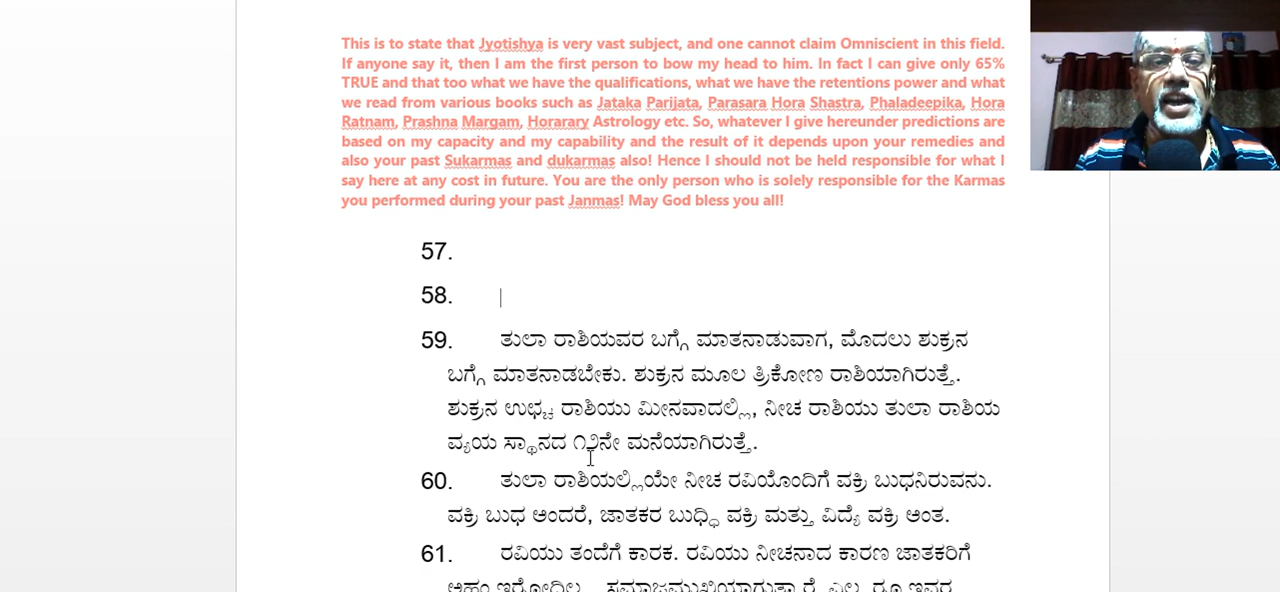 This is to state that Jyotishya is very vast subject, and one cannot claim Omniscient in this field.
If anyone say it, then I am the first person to bow my head to him. In fact I can give only 65%
TRUE and that too what we have the qualifications, what we have the retentions power and what
we read from various books such as Jataka Parijata, Parasara Hora Shastra, Phaladeepika, Hora
Ratnam, Prashna Margam, Horarary Astrology etc. So, whatever I give hereunder predictions are
based on my capacity and my capability and the result of it depends upon your remedies and
also your past Sukarmas and dukarmas also! Hence I should not be held responsible for what I
say here at any cost in future. You are the only person who is solely responsible for the Karmas
you performed during your past Janmas! May God bless you all!
57.
58.
59. ತುಲಾ ರಾಶಿಯವರ ಬಗ್ಗೆ ಮಾತನಾಡುವಾಗ, ಮೊದಲು ಶುಕ್ರನ
ಬಗ್ಗೆ ಮಾತನಾಡಬೇಕು. ಶುಕ್ರನ ಮೂಲ ತ್ರಿಕೋಣ ರಾಶಿಯಾಗಿರುತ್ತೆ.
ಶುಕ್ರನ ಉಛ್ಚ ರಾಶಿಯು ಮೀನವಾದಲ್ಲಿ, ನೀಚ ರಾಶಿಯು ತುಲಾ ರಾಶಿಯ
ವ್ಯಯ ಸ್ಥಾನದ ೧೨ನೇ ಮನೆಯಾಗಿರುತ್ತೆ.
60. ತುಲಾ ರಾಶಿಯಲ್ಲಿಯೇ ನೀಚ ರವಿಯೊಂದಿಗೆ ವಕ್ರಿ ಬುಧನಿರುವನು.
ವಕ್ರಿ ಬುಧ ಅಂದರೆ, ಜಾತಕರ ಬುಧ್ಧಿ ವಕ್ರಿ ಮತ್ತು ವಿದ್ಯೆ ವಕ್ರಿ ಅಂತ.
61. ರವಿಯು ತಂದೆಗೆ ಕಾರಕ. ರವಿಯು ನೀಚನಾದ ಕಾರಣ ಜಾತಕರಿಗೆ